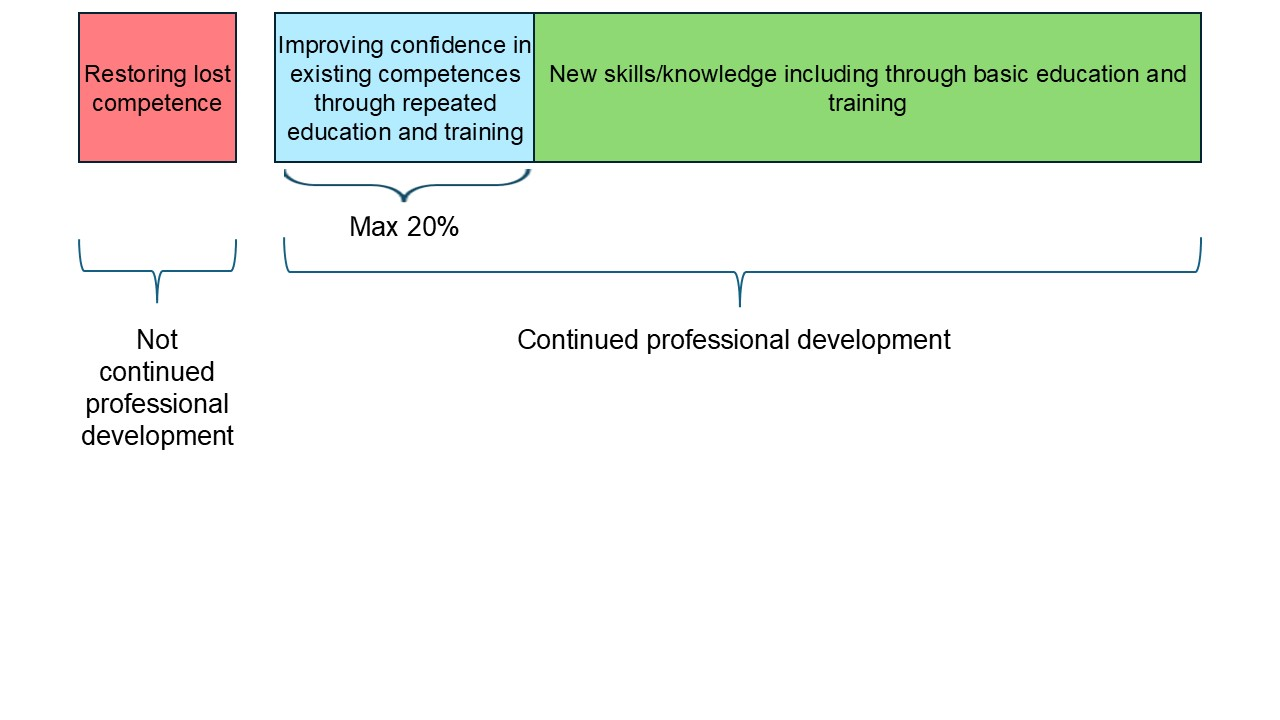 Restoring lost
competence
Improving confidence in
existing competences
through repeated
education and training
New skills/knowledge including through basic education and
training
Max 20%
Not
continued
professional
development
Continued professional development